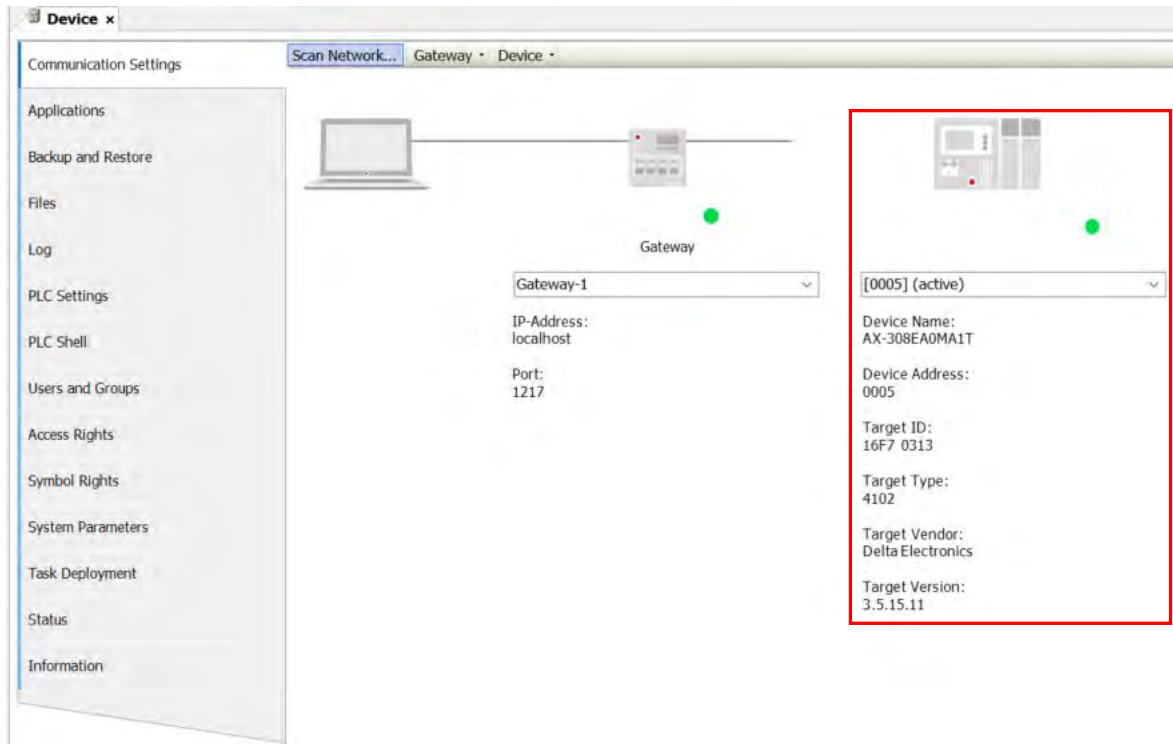 Device ×
Communication Settings
Applications
Backup and Restore
Files
Log
PLC Settings
PLC Shell
Users and Groups
Access Rights
Symbol Rights
System Parameters
Task Deployment
Status
Information
Scan Network... Gateway Device
Gateway
Gateway-1
IP-Address:
localhost
Port:
1217
[0005] (active)
Device Name:
AX-308EA0MA1T
Device Address:
0005
Target ID:
16F7 0313
Target Type:
4102
Target Vendor:
Delta Electronics
Target Version:
3.5.15.11